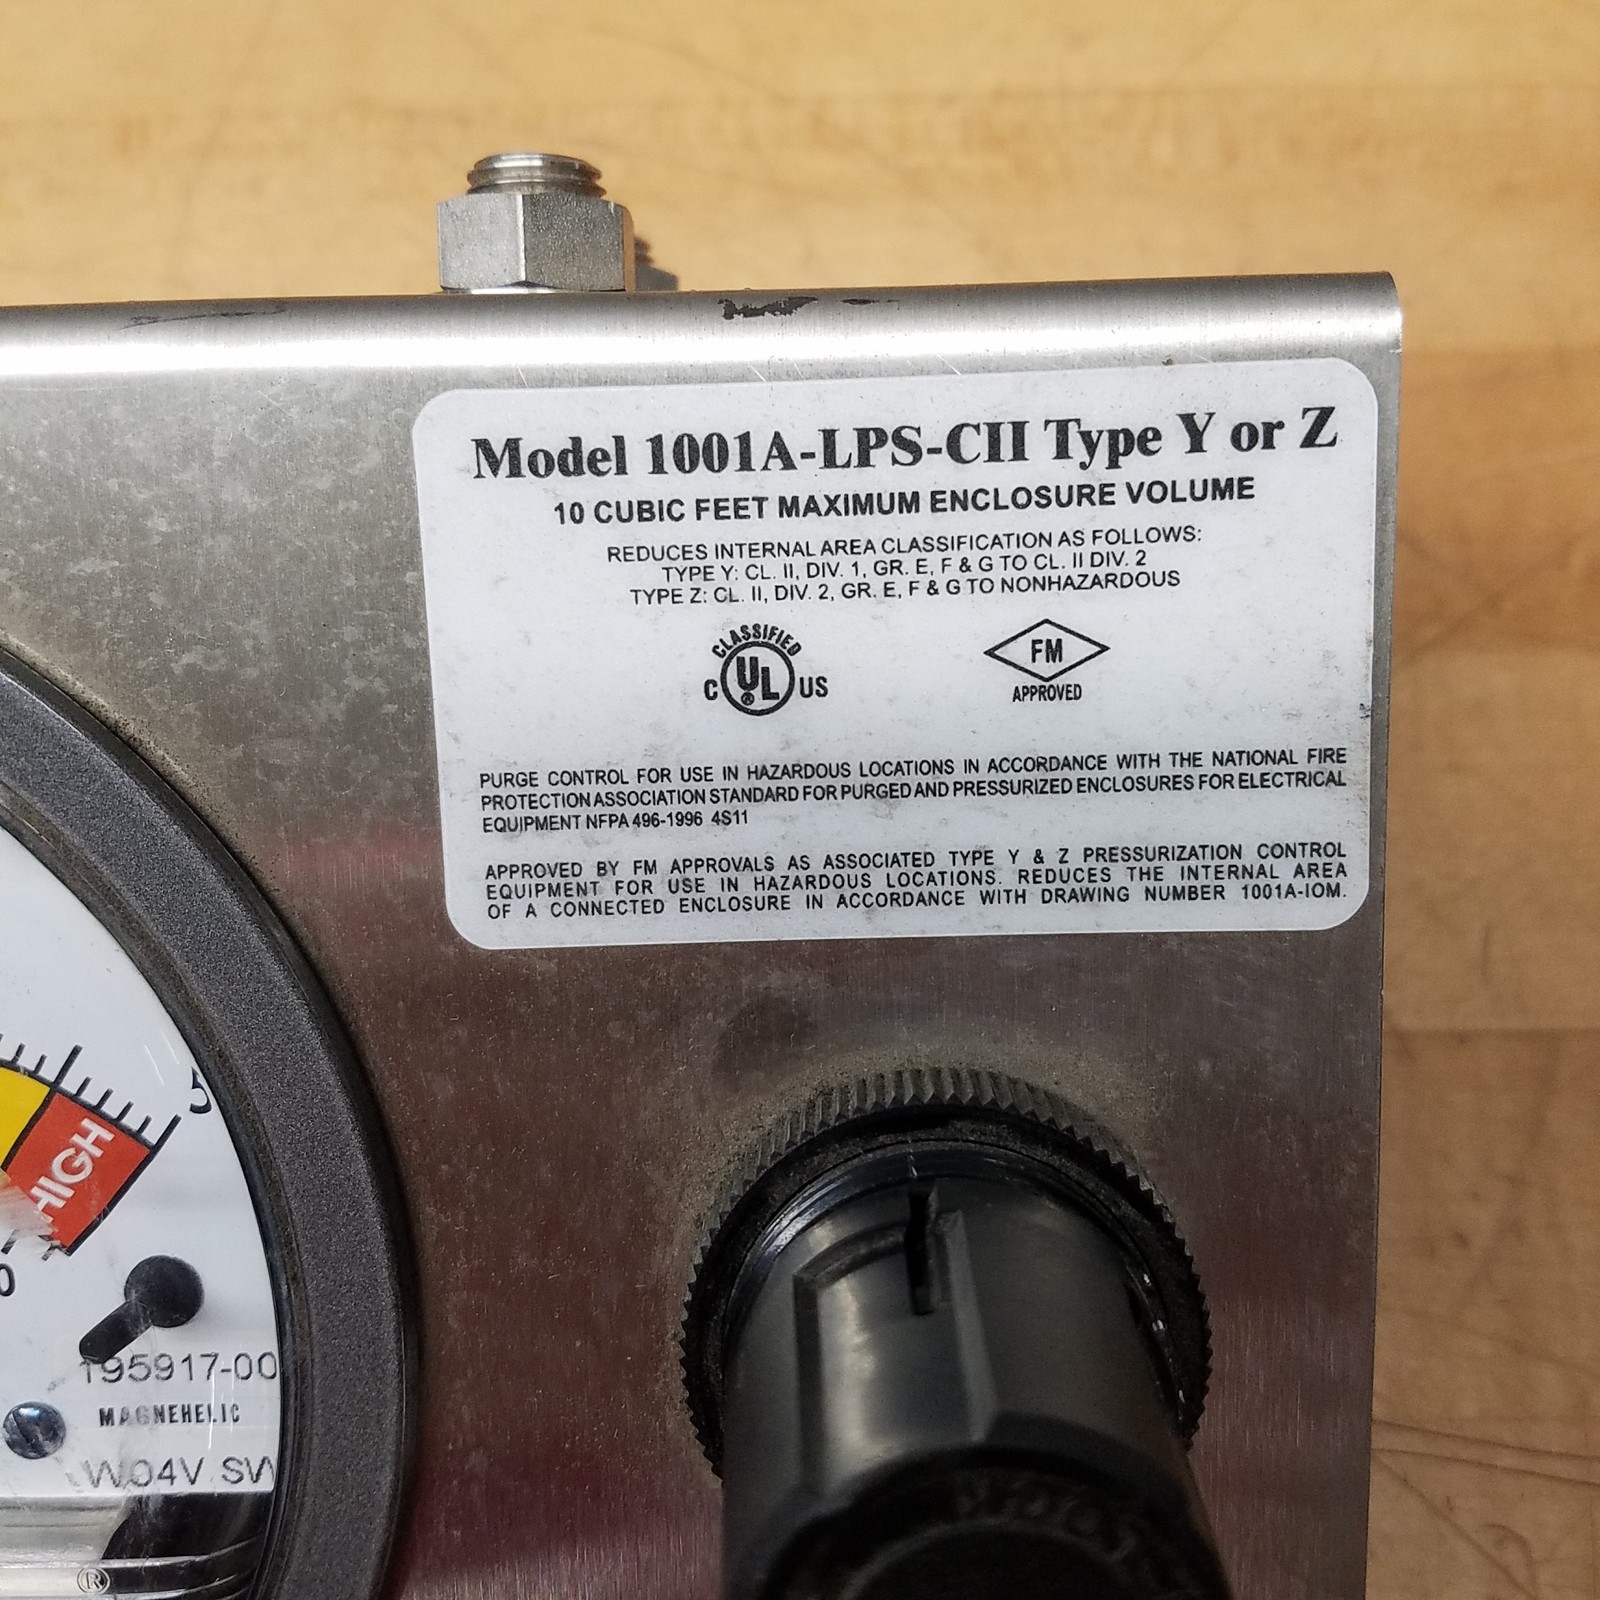 Model 1001A-LPS-CII Type Y or Z
10 CUBIC FEET MAXIMUM ENCLOSURE VOLUME
REDUCES INTERNAL AREA CLASSIFICATION AS FOLLOWS:
TYPE Y: CL. II, DIV. 1, GR. E, F & G TO CL. II DIV. 2
TYPE Z: CL. II, DIV. 2, GR. E, F & G TO NONHAZARDOUS
CLASSIFIED
C UL ® US
FM
APPROVED
PURGE CONTROL FOR USE IN HAZARDOUS LOCATIONS IN ACCORDANCE WITH THE NATIONAL FIRE
PROTECTION ASSOCIATION STANDARD FOR PURGED AND PRESSURIZED ENCLOSURES FOR ELECTRICAL
EQUIPMENT NFPA 496-1996 4S11
APPROVED BY FM APPROVALS AS ASSOCIATED TYPE Y & Z PRESSURIZATION CONTROL
EQUIPMENT FOR USE IN HAZARDOUS LOCATIONS. REDUCES THE INTERNAL AREA
OF A CONNECTED ENCLOSURE IN ACCORDANCE WITH DRAWING NUMBER 1001A-IOM.
HIGH
0
195917-00
MAGNEHELIC
W04V SW
®